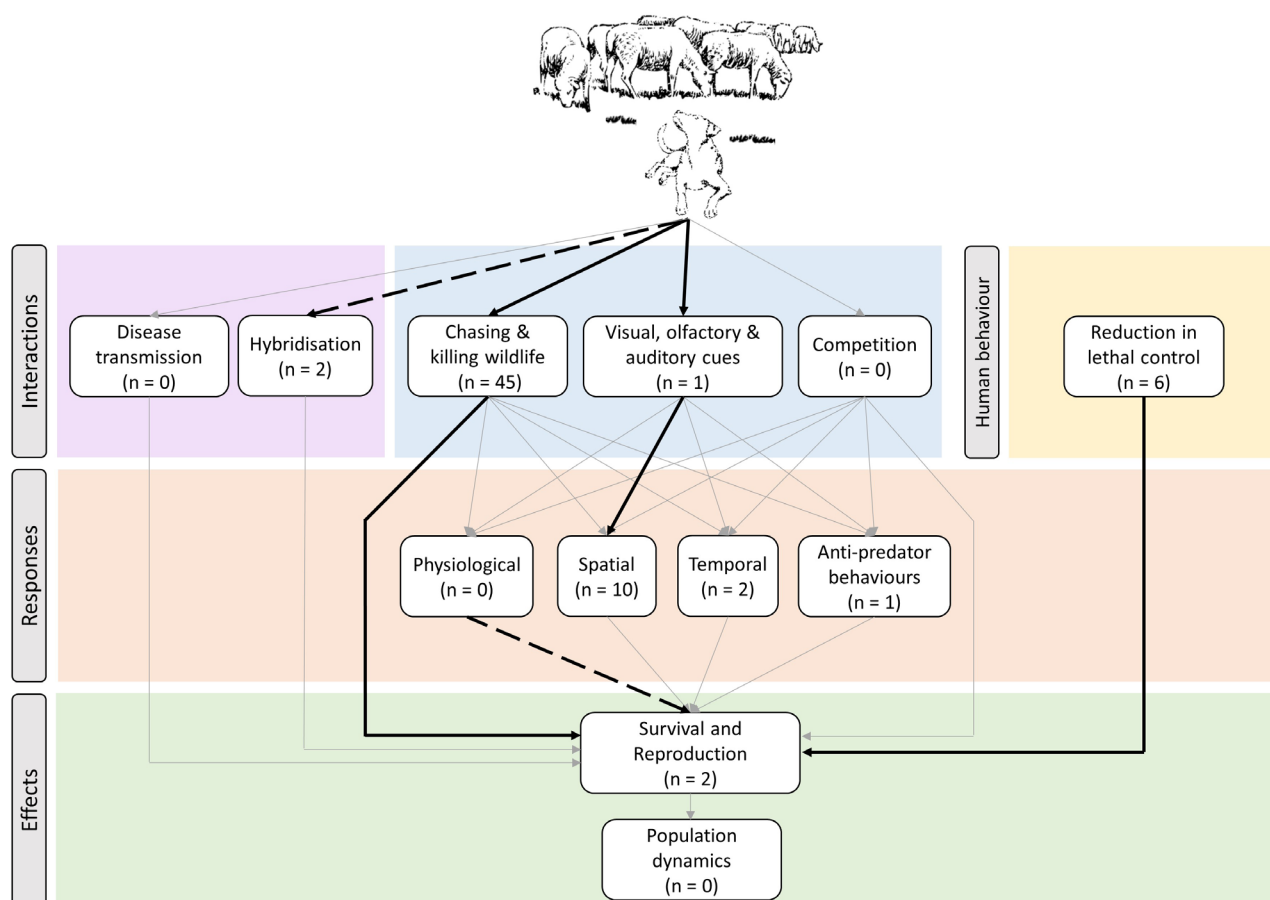 Interactions
Disease
transmission
(n = 0)
Hybridisation
(n = 2)
Chasing &
killing wildlife
(n = 45)
Visual, olfactory &
auditory cues
(n = 1)
Competition
(n = 0)
Human behaviour
Reduction in
lethal control
(n = 6)
Responses
Physiological
(n = 0)
Spatial
(n = 10)
Temporal
(n = 2)
Anti-predator
behaviours
(n = 1)
Effects
Survival and
Reproduction
(n = 2)
Population
dynamics
(n = 0)